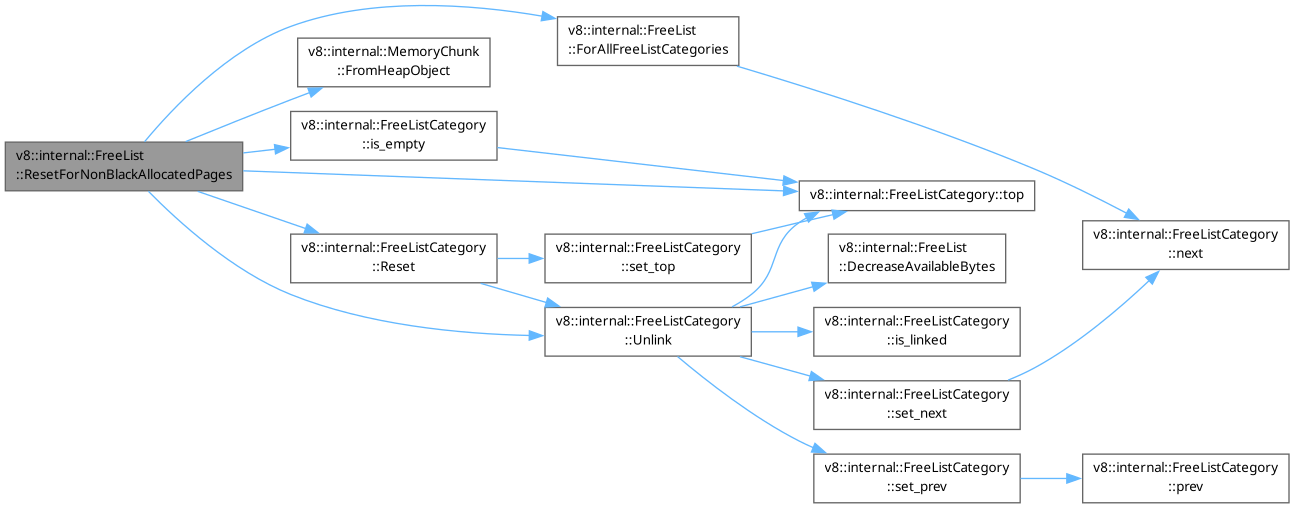 v8::internal::FreeList
::ResetForNonBlackAllocatedPages
v8::internal::FreeList
::ForAllFreeListCategories
v8::internal::MemoryChunk
::FromHeapObject
v8::internal::FreeListCategory
::is_empty
v8::internal::FreeListCategory::top
v8::internal::FreeListCategory
::next
v8::internal::FreeListCategory
::Reset
v8::internal::FreeListCategory
::set_top
v8::internal::FreeList
::DecreaseAvailableBytes
v8::internal::FreeListCategory
::Unlink
v8::internal::FreeListCategory
::is_linked
v8::internal::FreeListCategory
::set_next
v8::internal::FreeListCategory
::set_prev
v8::internal::FreeListCategory
::prev